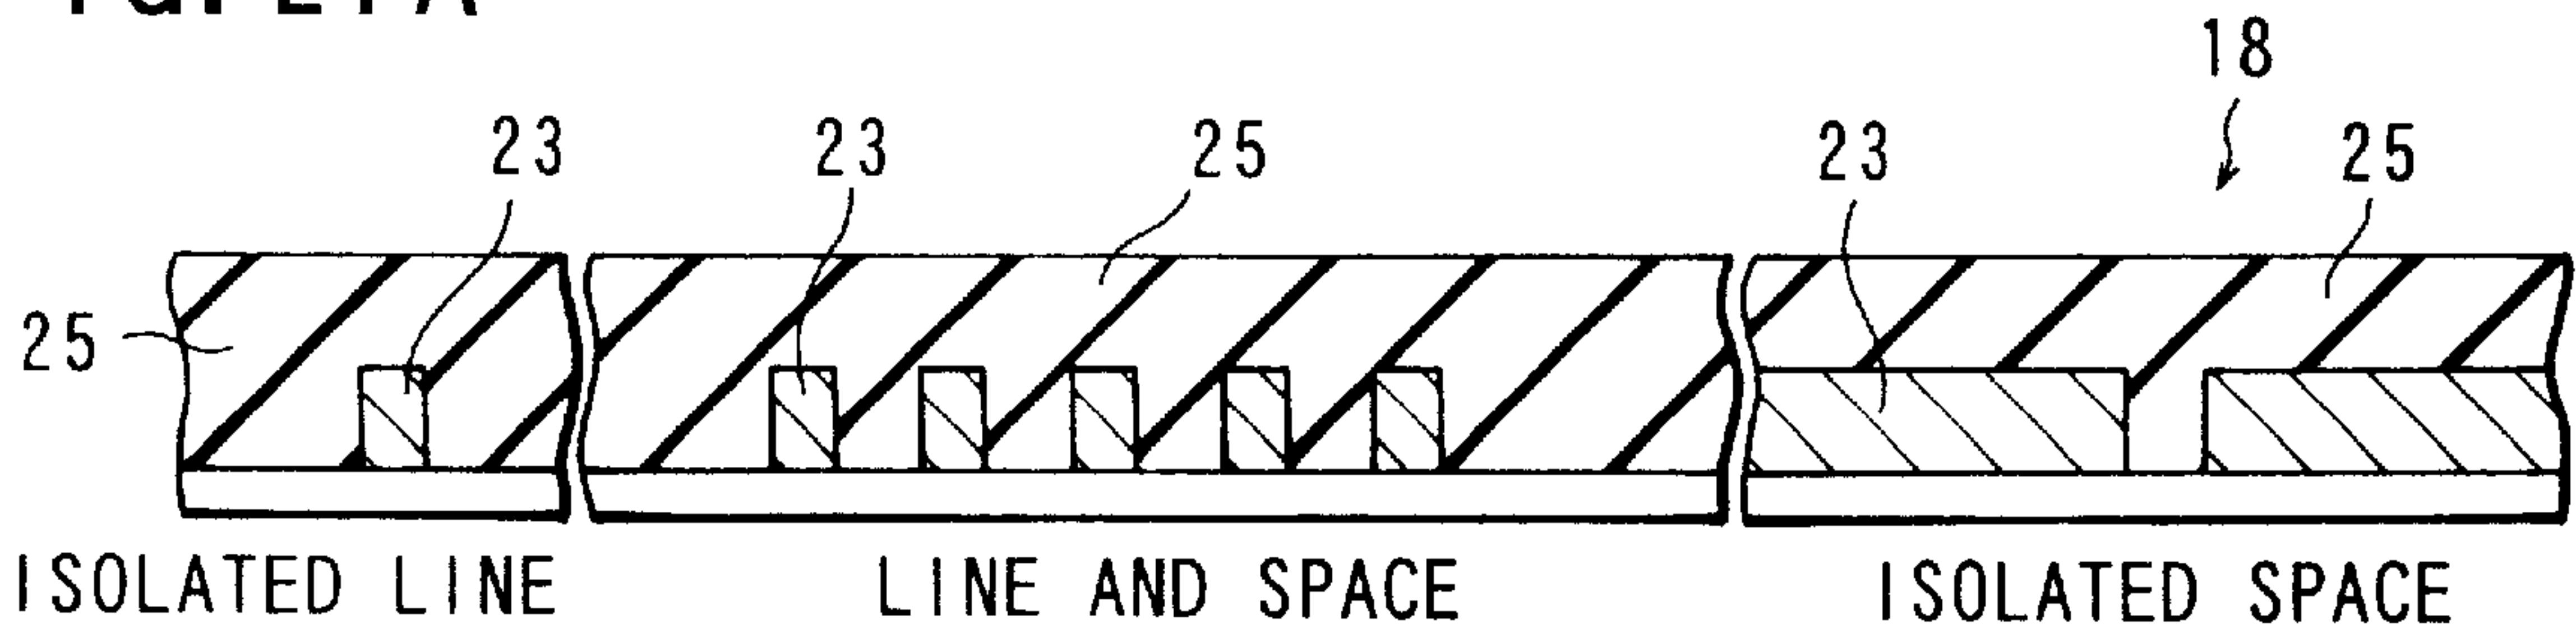 18
23 23 25 23 25
25
ISOLATED LINE LINE AND SPACE ISOLATED SPACE